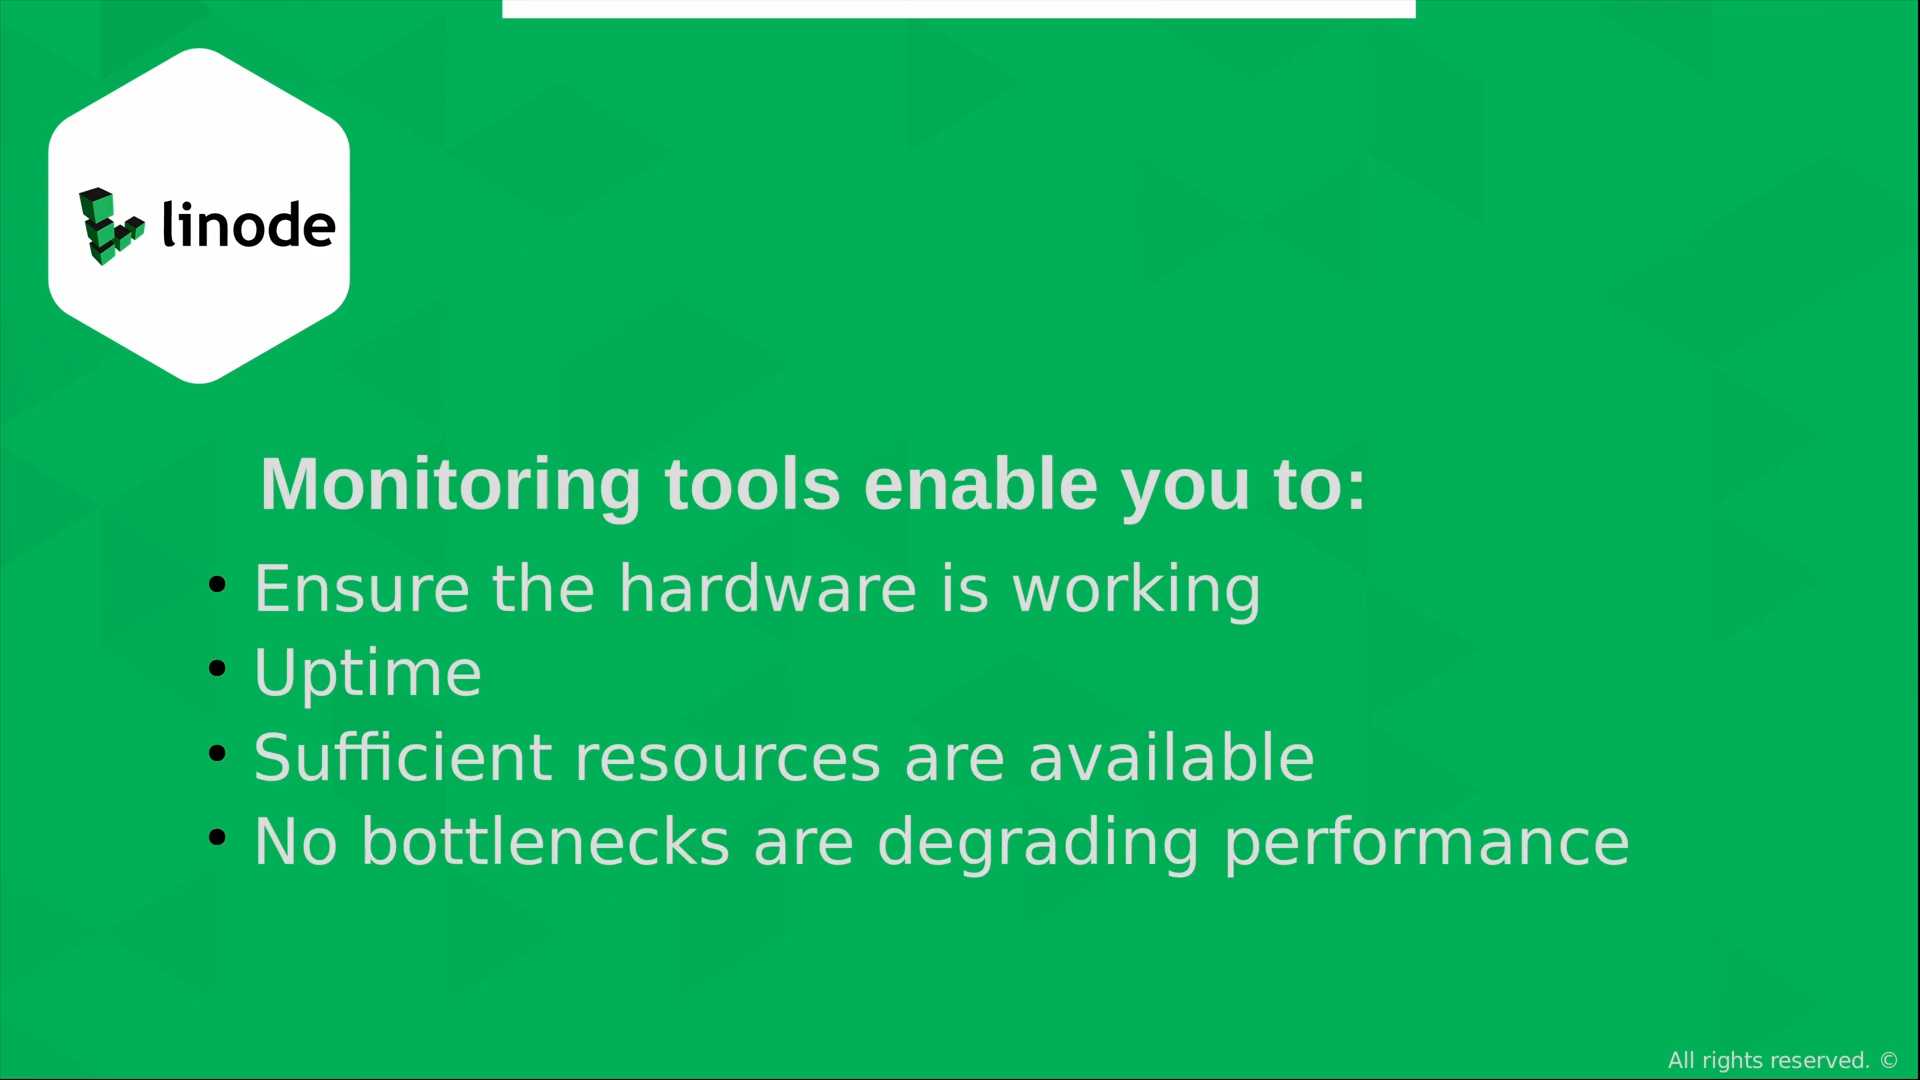 linode
Monitoring tools enable you to:
• Ensure the hardware is working
• Uptime
• Sufficient resources are available
• No bottlenecks are degrading performance
All rights reserved. ©